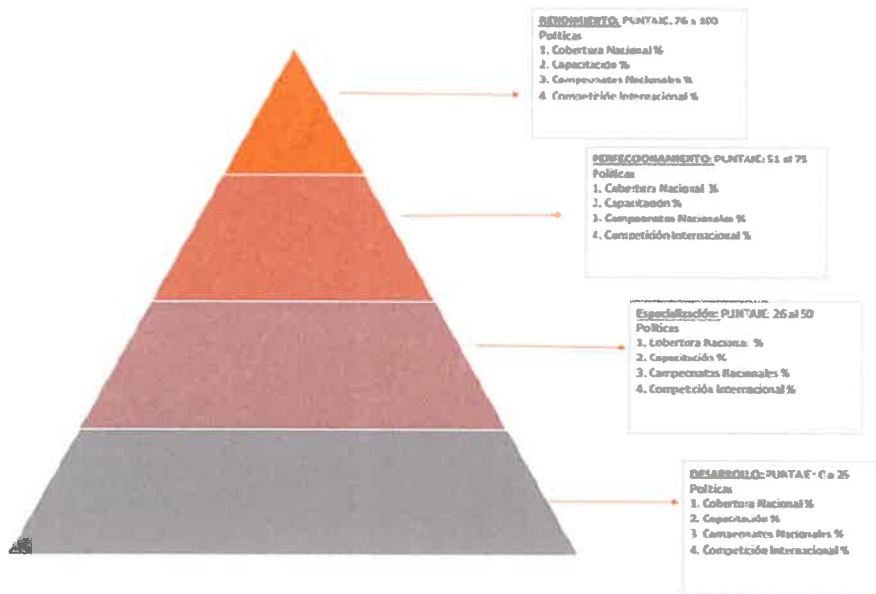 RENDIMIENTO: PUNTAJE: 76 a 100
Políticas
1. Cobertura Nacional %
2. Capacitación %
3. Campeonatos Nacionales %
4. Competición Internacional %
PERFECCIONAMIENTO: PUNTAJE: 51 al 75
Políticas
1. Cobertura Nacional %
2. Capacitación %
3. Campeonatos Nacionales %
4. Competición Internacional %
Especialización: PUNTAJE: 26 al 50
Políticas
1. Cobertura Nacional %
2. Capacitación %
3. Campeonatos Nacionales %
4. Competición Internacional %
DESARROLLO: PUNTAJE: 0 a 25
Políticas
1. Cobertura Nacional %
2. Capacitación %
3. Campeonatos Nacionales %
4. Competición Internacional %